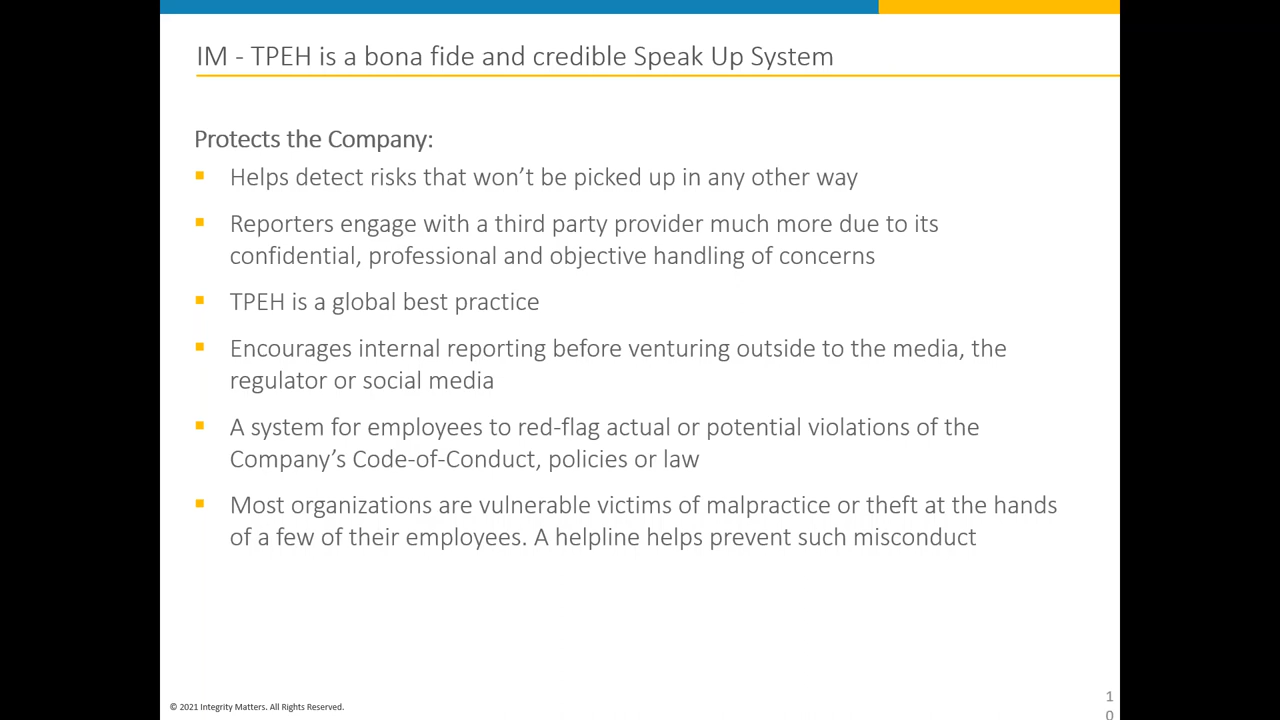 IM - TPEH is a bona fide and credible Speak Up System
Protects the Company:
▪ Helps detect risks that won’t be picked up in any other way
▪ Reporters engage with a third party provider much more due to its
confidential, professional and objective handling of concerns
▪ TPEH is a global best practice
▪ Encourages internal reporting before venturing outside to the media, the
regulator or social media
▪ A system for employees to red-flag actual or potential violations of the
Company’s Code-of-Conduct, policies or law
▪ Most organizations are vulnerable victims of malpractice or theft at the hands
of a few of their employees. A helpline helps prevent such misconduct
© 2021 Integrity Matters. All Rights Reserved.
1
0